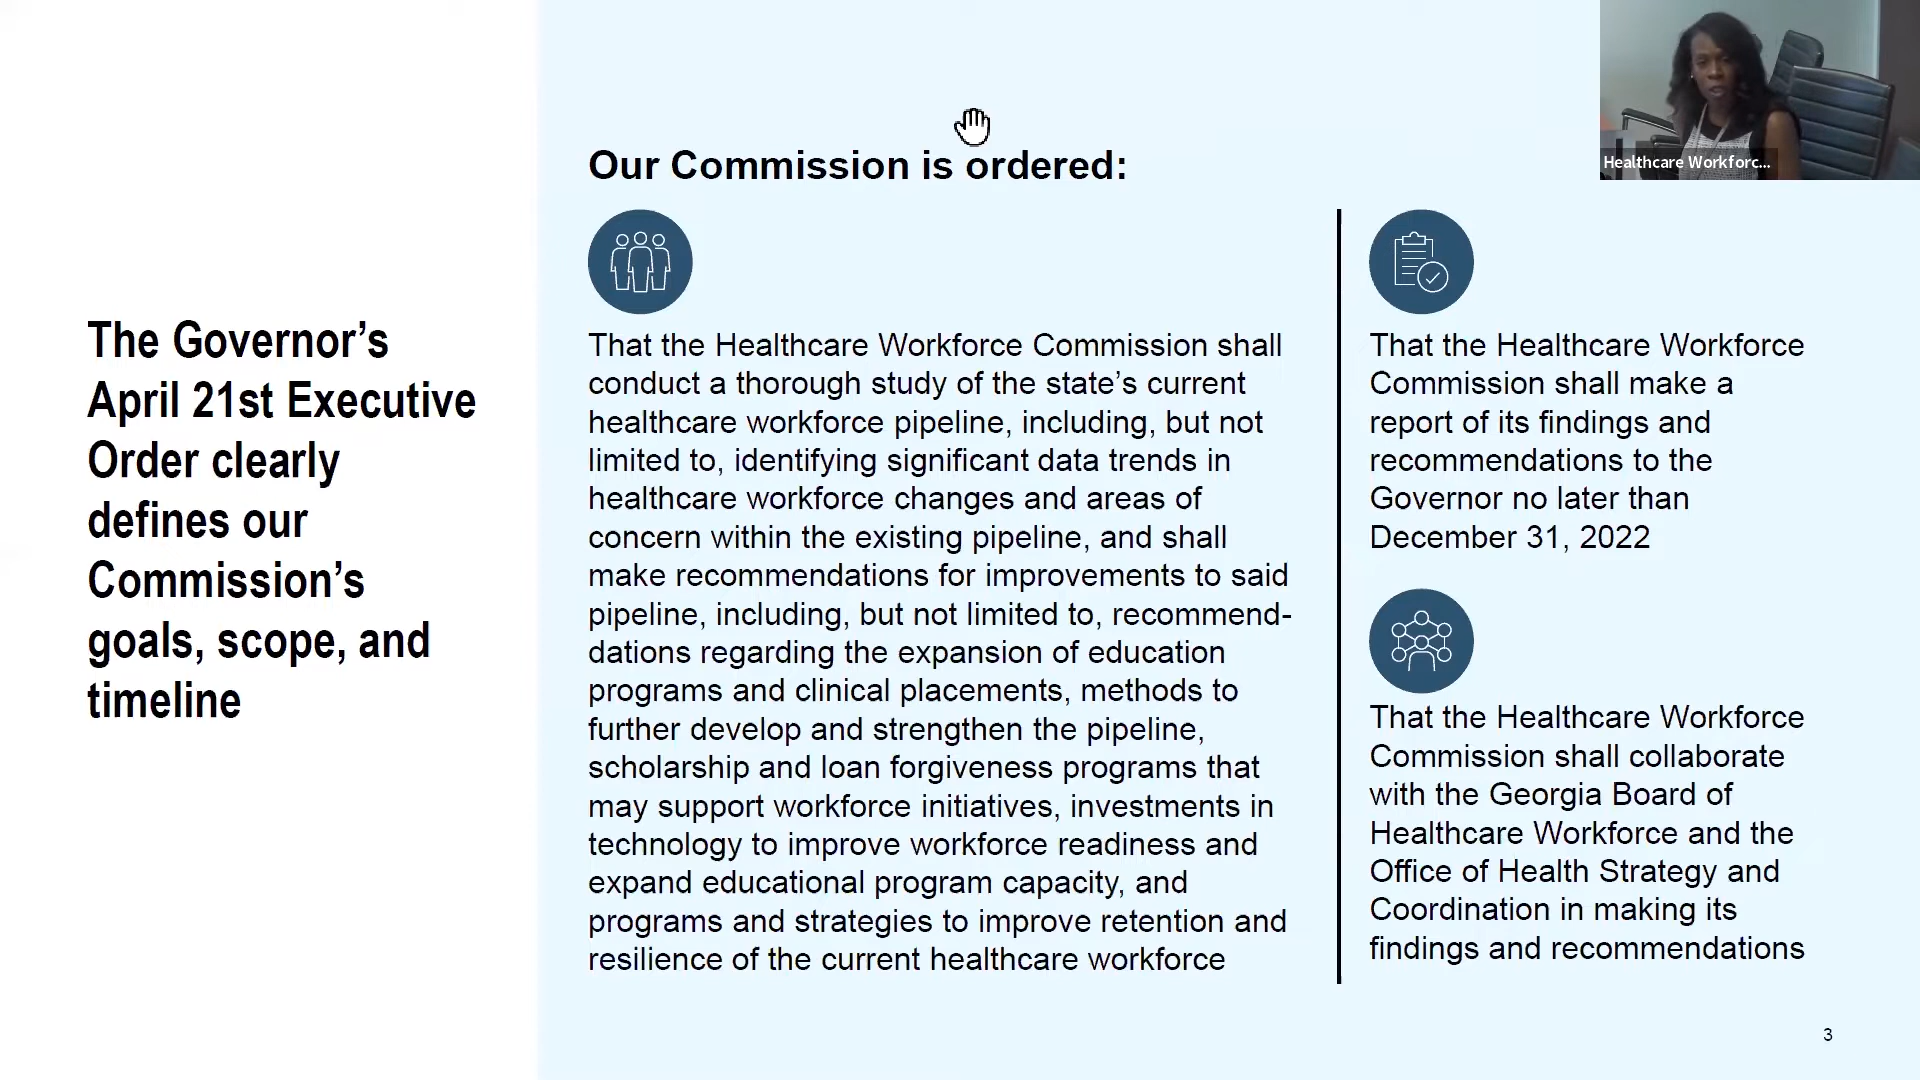 The Governor’s
April 21st Executive
Order clearly
defines our
Commission’s
goals, scope, and
timeline
Our Commission is ordered:
That the Healthcare Workforce Commission shall
conduct a thorough study of the state’s current
healthcare workforce pipeline, including, but not
limited to, identifying significant data trends in
healthcare workforce changes and areas of
concern within the existing pipeline, and shall
make recommendations for improvements to said
pipeline, including, but not limited to, recommend-
dations regarding the expansion of education
programs and clinical placements, methods to
further develop and strengthen the pipeline,
scholarship and loan forgiveness programs that
may support workforce initiatives, investments in
technology to improve workforce readiness and
expand educational program capacity, and
programs and strategies to improve retention and
resilience of the current healthcare workforce
That the Healthcare Workforce
Commission shall make a
report of its findings and
recommendations to the
Governor no later than
December 31, 2022
That the Healthcare Workforce
Commission shall collaborate
with the Georgia Board of
Healthcare Workforce and the
Office of Health Strategy and
Coordination in making its
findings and recommendations
Healthcare Workforc...
3